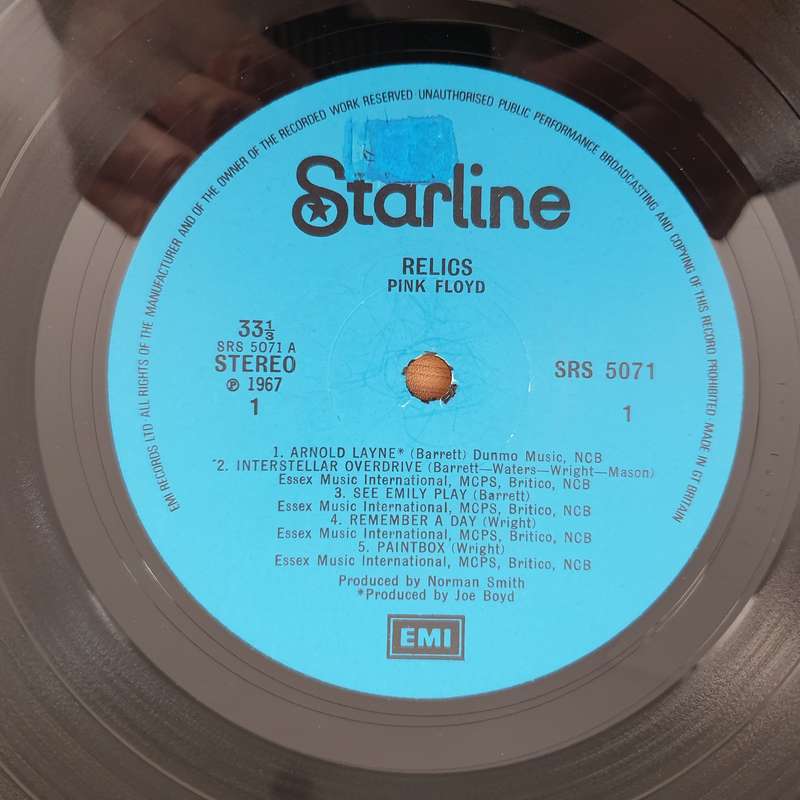 EMI RECORDS LTD · ALL RIGHTS OF THE MANUFACTURER AND OF THE OWNER OF THE RECORDED WORK RESERVED · UNAUTHORISED PUBLIC PERFORMANCE BROADCASTING AND COPYING OF THIS RECORD PROHIBITED · MADE IN GT BRITAIN
Starline
RELICS
PINK FLOYD
33⅓
SRS 5071 A
STEREO
℗ 1967
1
SRS 5071
1
1. ARNOLD LAYNE* (Barrett) Dunmo Music, NCB
2. INTERSTELLAR OVERDRIVE (Barrett—Waters—Wright—Mason)
Essex Music International, MCPS, Britico, NCB
3. SEE EMILY PLAY (Barrett)
Essex Music International, MCPS, Britico, NCB
4. REMEMBER A DAY (Wright)
Essex Music International, MCPS, Britico, NCB
5. PAINTBOX (Wright)
Essex Music International, MCPS, Britico, NCB
Produced by Norman Smith
*Produced by Joe Boyd
EMI